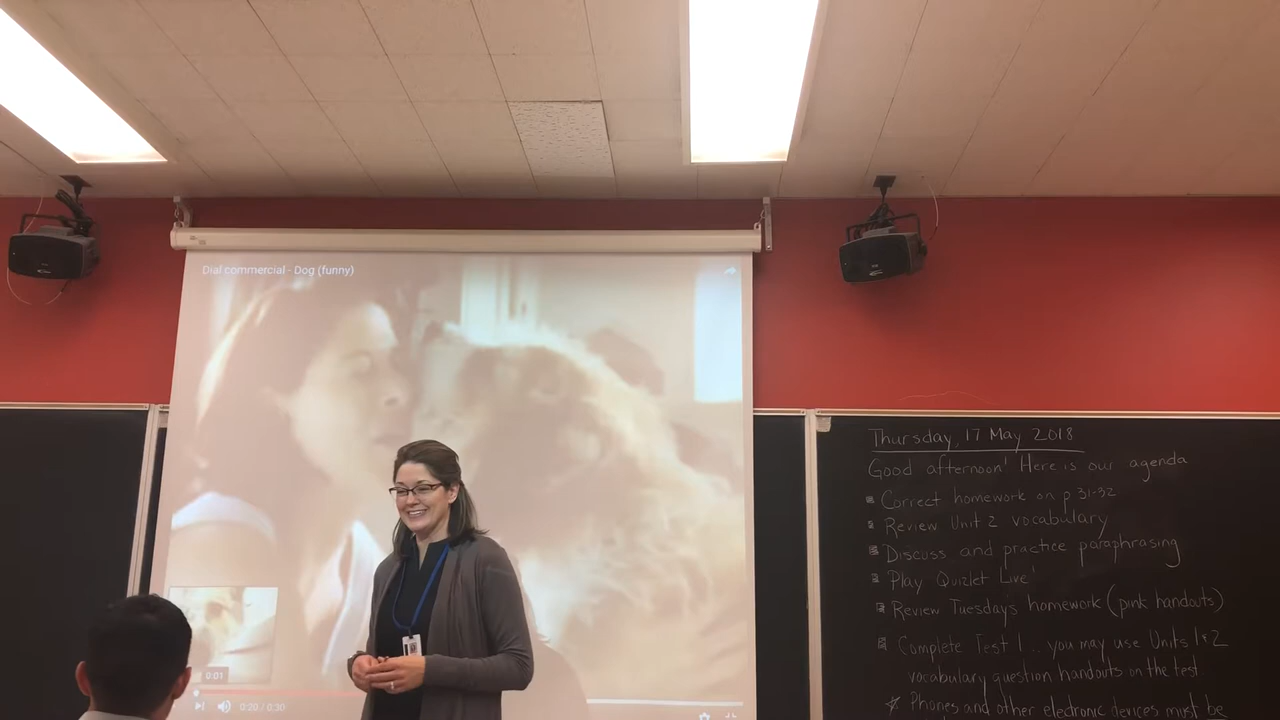 Dial commercial - Dog (funny)
0:01
0:20 / 0:30
Thursday, 17 May 2018
Good afternoon! Here is our agenda
Correct homework on p 31-32
Review Unit 2 vocabulary
Discuss and practice paraphrasing
Play Quizlet Live!
Review Tuesday's homework (pink handouts)
Complete Test 1... you may use Units 1 & 2
vocabulary question handouts on the test
Phones and other electronic devices must be